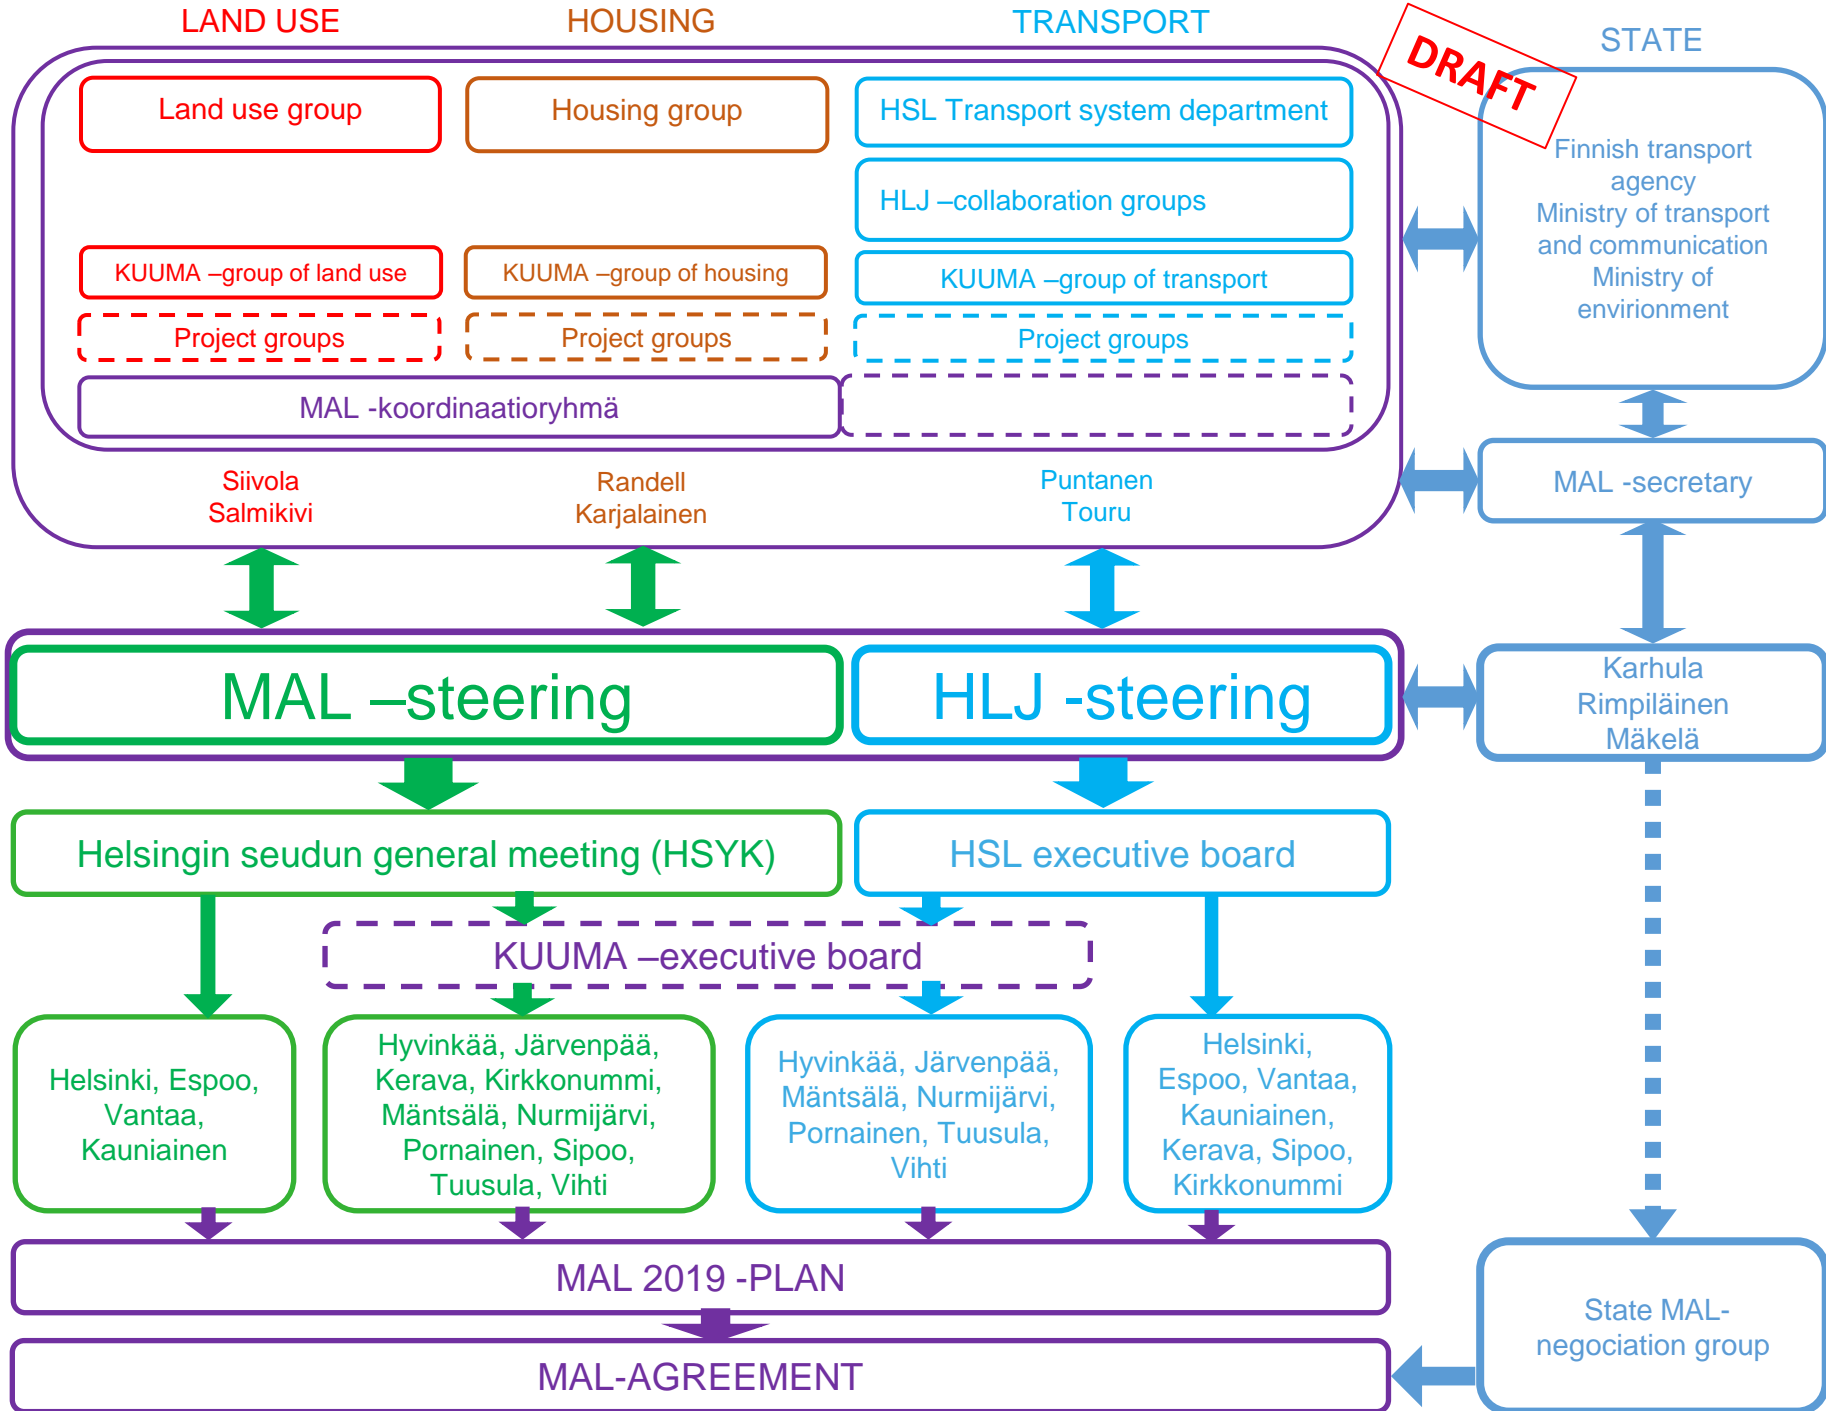 LAND USE
HOUSING
TRANSPORT
STATE
DRAFT
Land use group
Housing group
HSL Transport system department
HLJ –collaboration groups
KUUMA –group of land use
KUUMA –group of housing
KUUMA –group of transport
Project groups
Project groups
Project groups
MAL -koordinaatioryhmä
Finnish transport
agency
Ministry of transport
and communication
Ministry of
envirionment
Siivola
Salmikivi
Randell
Karjalainen
Puntanen
Touru
MAL -secretary
MAL –steering
HLJ -steering
Karhula
Rimpiläinen
Mäkelä
Helsingin seudun general meeting (HSYK)
HSL executive board
KUUMA –executive board
Helsinki, Espoo,
Vantaa,
Kauniainen
Hyvinkää, Järvenpää,
Kerava, Kirkkonummi,
Mäntsälä, Nurmijärvi,
Pornainen, Sipoo,
Tuusula, Vihti
Hyvinkää, Järvenpää,
Mäntsälä, Nurmijärvi,
Pornainen, Tuusula,
Vihti
Helsinki,
Espoo, Vantaa,
Kauniainen,
Kerava, Sipoo,
Kirkkonummi
MAL 2019 -PLAN
MAL-AGREEMENT
State MAL-
negociation group